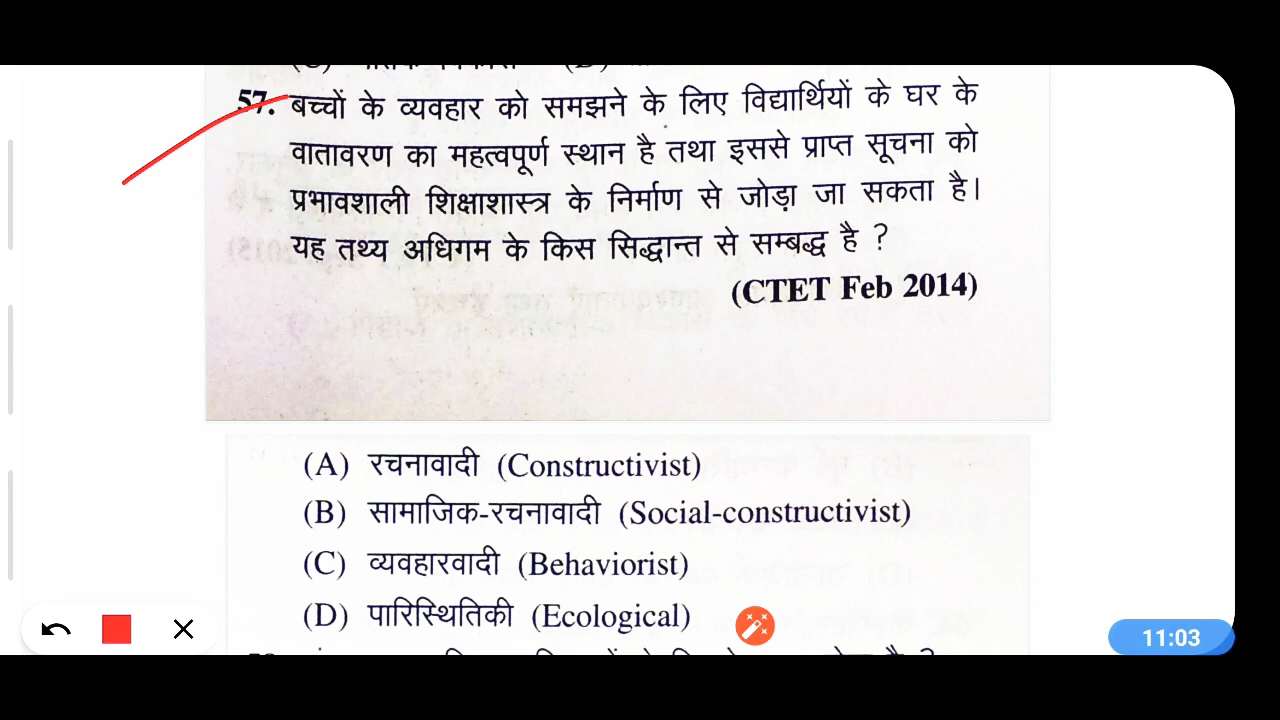 57. बच्चों के व्यवहार को समझने के लिए विद्यार्थियों के घर के
वातावरण का महत्वपूर्ण स्थान है तथा इससे प्राप्त सूचना को
प्रभावशाली शिक्षाशास्त्र के निर्माण से जोड़ा जा सकता है।
यह तथ्य अधिगम के किस सिद्धान्त से सम्बद्ध है ?
(CTET Feb 2014)
(A) रचनावादी (Constructivist)
(B) सामाजिक-रचनावादी (Social-constructivist)
(C) व्यवहारवादी (Behaviorist)
(D) पारिस्थितिकी (Ecological)
11:03